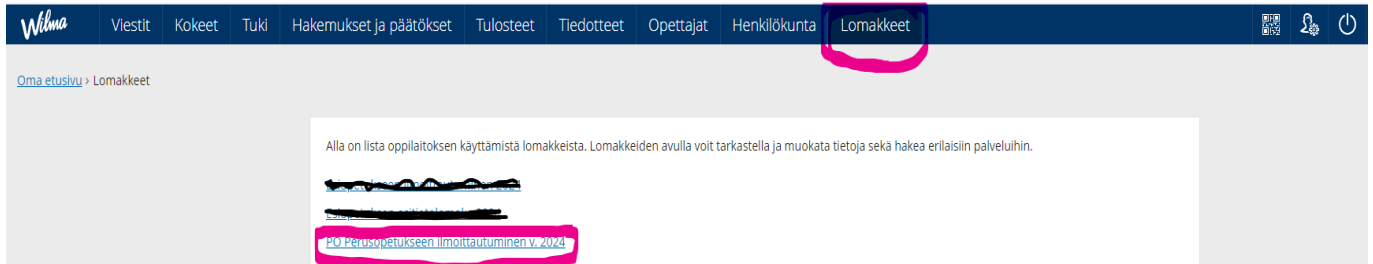 Wilma Viestit Kokeet Tuki Hakemukset ja päätökset Tulosteet Tiedotteet Opettajat Henkilökunta Lomakkeet
Oma etusivu › Lomakkeet
Alla on lista oppilaitoksen käyttämistä lomakkeista. Lomakkeiden avulla voit tarkastella ja muokata tietoja sekä hakea erilaisiin palveluihin.
PO Perusopetukseen ilmoittautuminen v. 2024